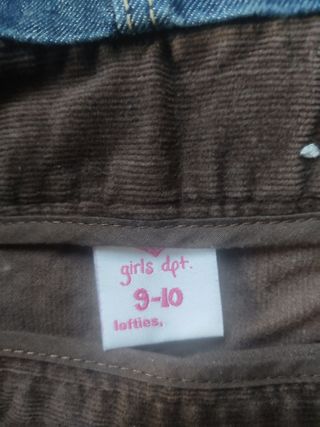 girls dpt.
9-10
lofties.